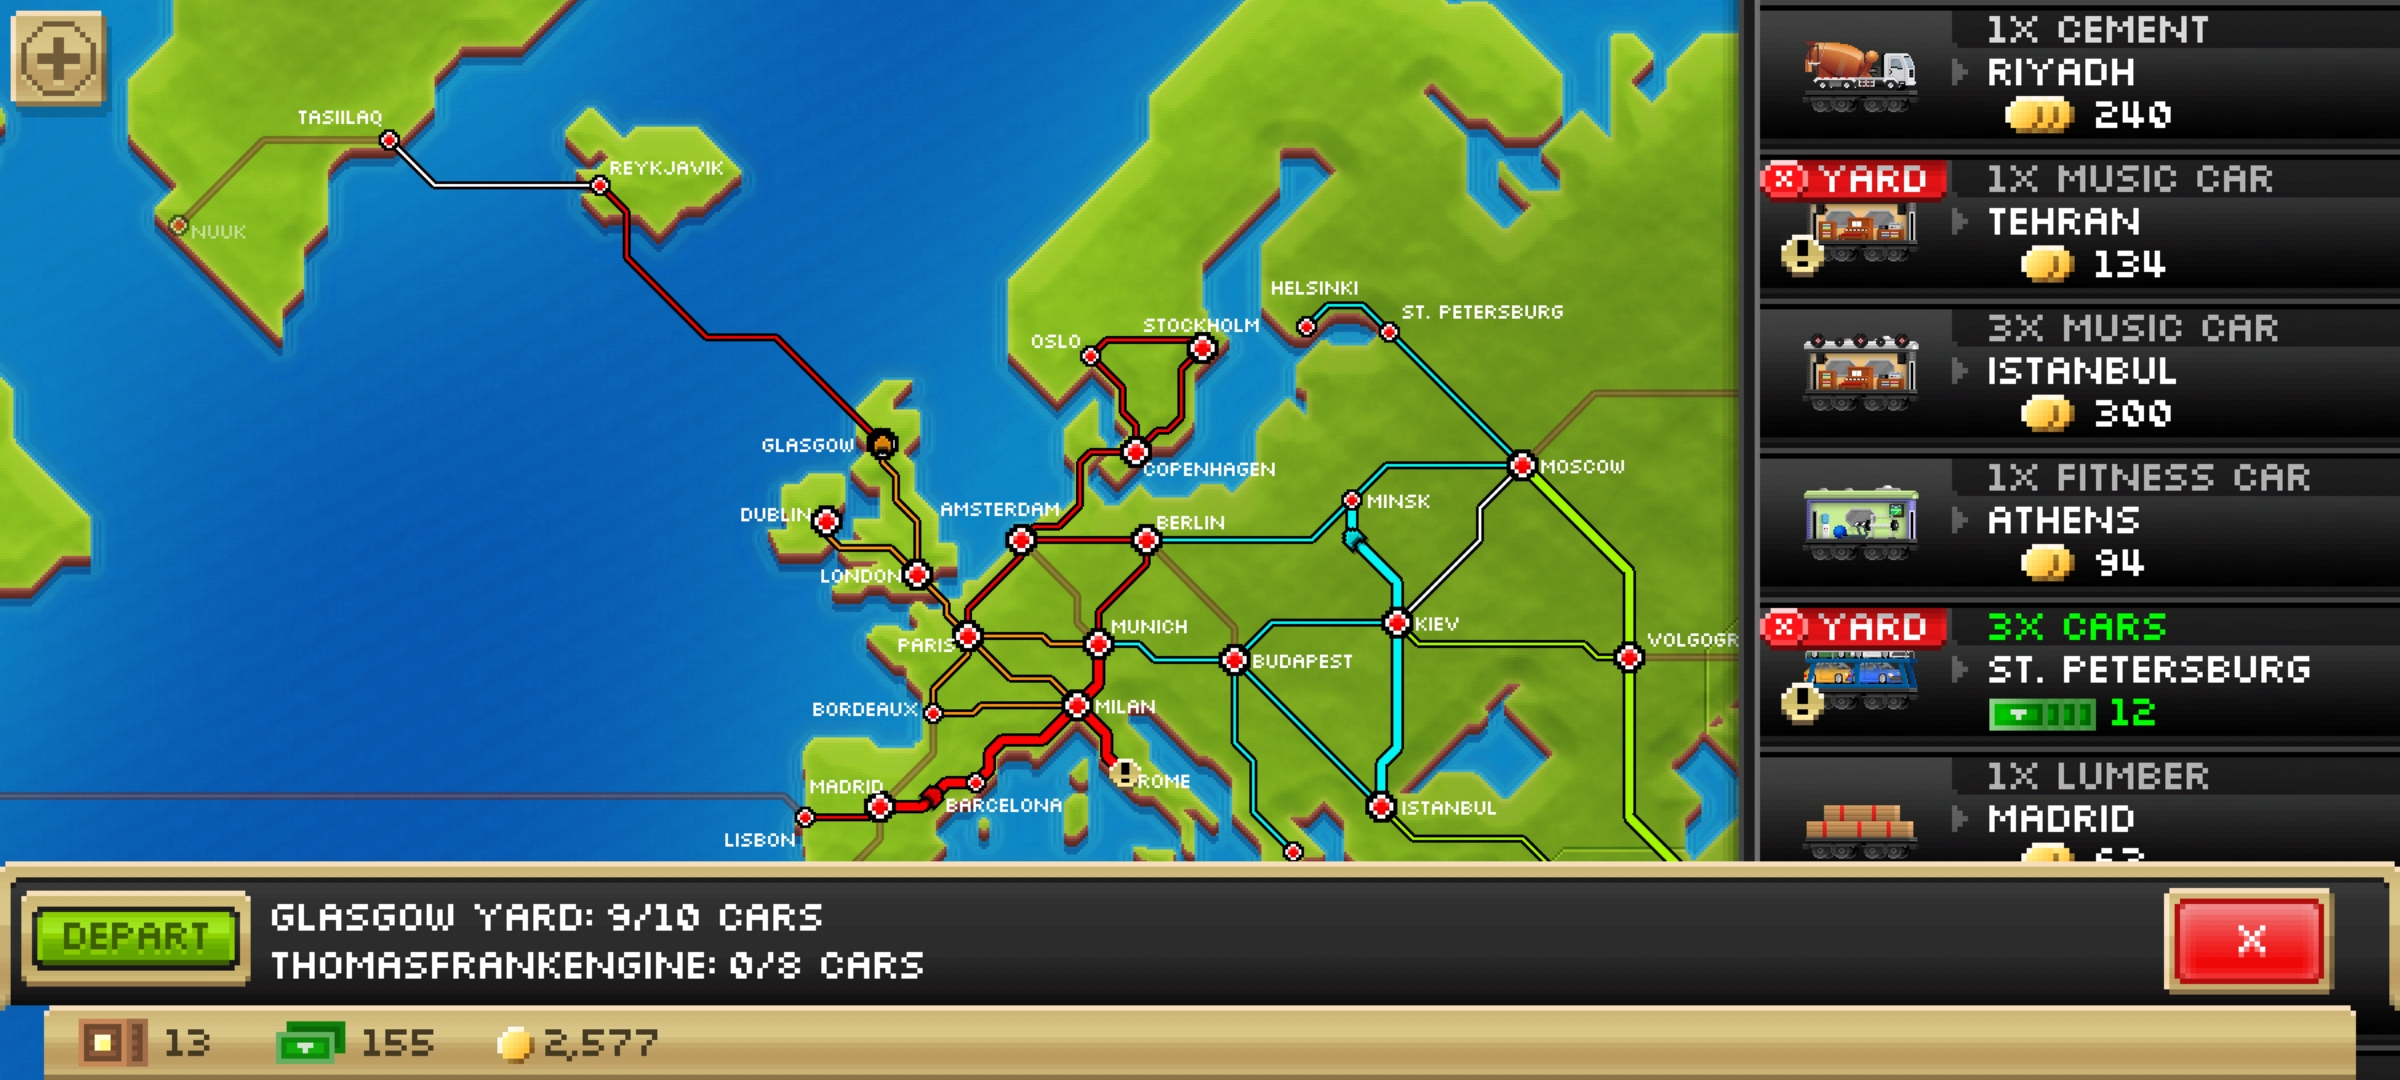 TASIILAQ
REYKJAVIK
NUUK
HELSINKI
ST. PETERSBURG
STOCKHOLM
OSLO
GLASGOW
COPENHAGEN
MOSCOW
MINSK
DUBLIN
AMSTERDAM
BERLIN
LONDON
MUNICH
KIEV
PARIS
BUDAPEST
VOLGOGR
BORDEAUX
MILAN
MADRID
ROME
BARCELONA
ISTANBUL
LISBON
1X CEMENT
RIYADH
240
YARD
1X MUSIC CAR
TEHRAN
134
3X MUSIC CAR
ISTANBUL
300
1X FITNESS CAR
ATHENS
94
YARD
3X CARS
ST. PETERSBURG
12
1X LUMBER
MADRID
DEPART
GLASGOW YARD: 9/10 CARS
THOMASFRANKENGINE: 0/8 CARS
X
13
155
2,577